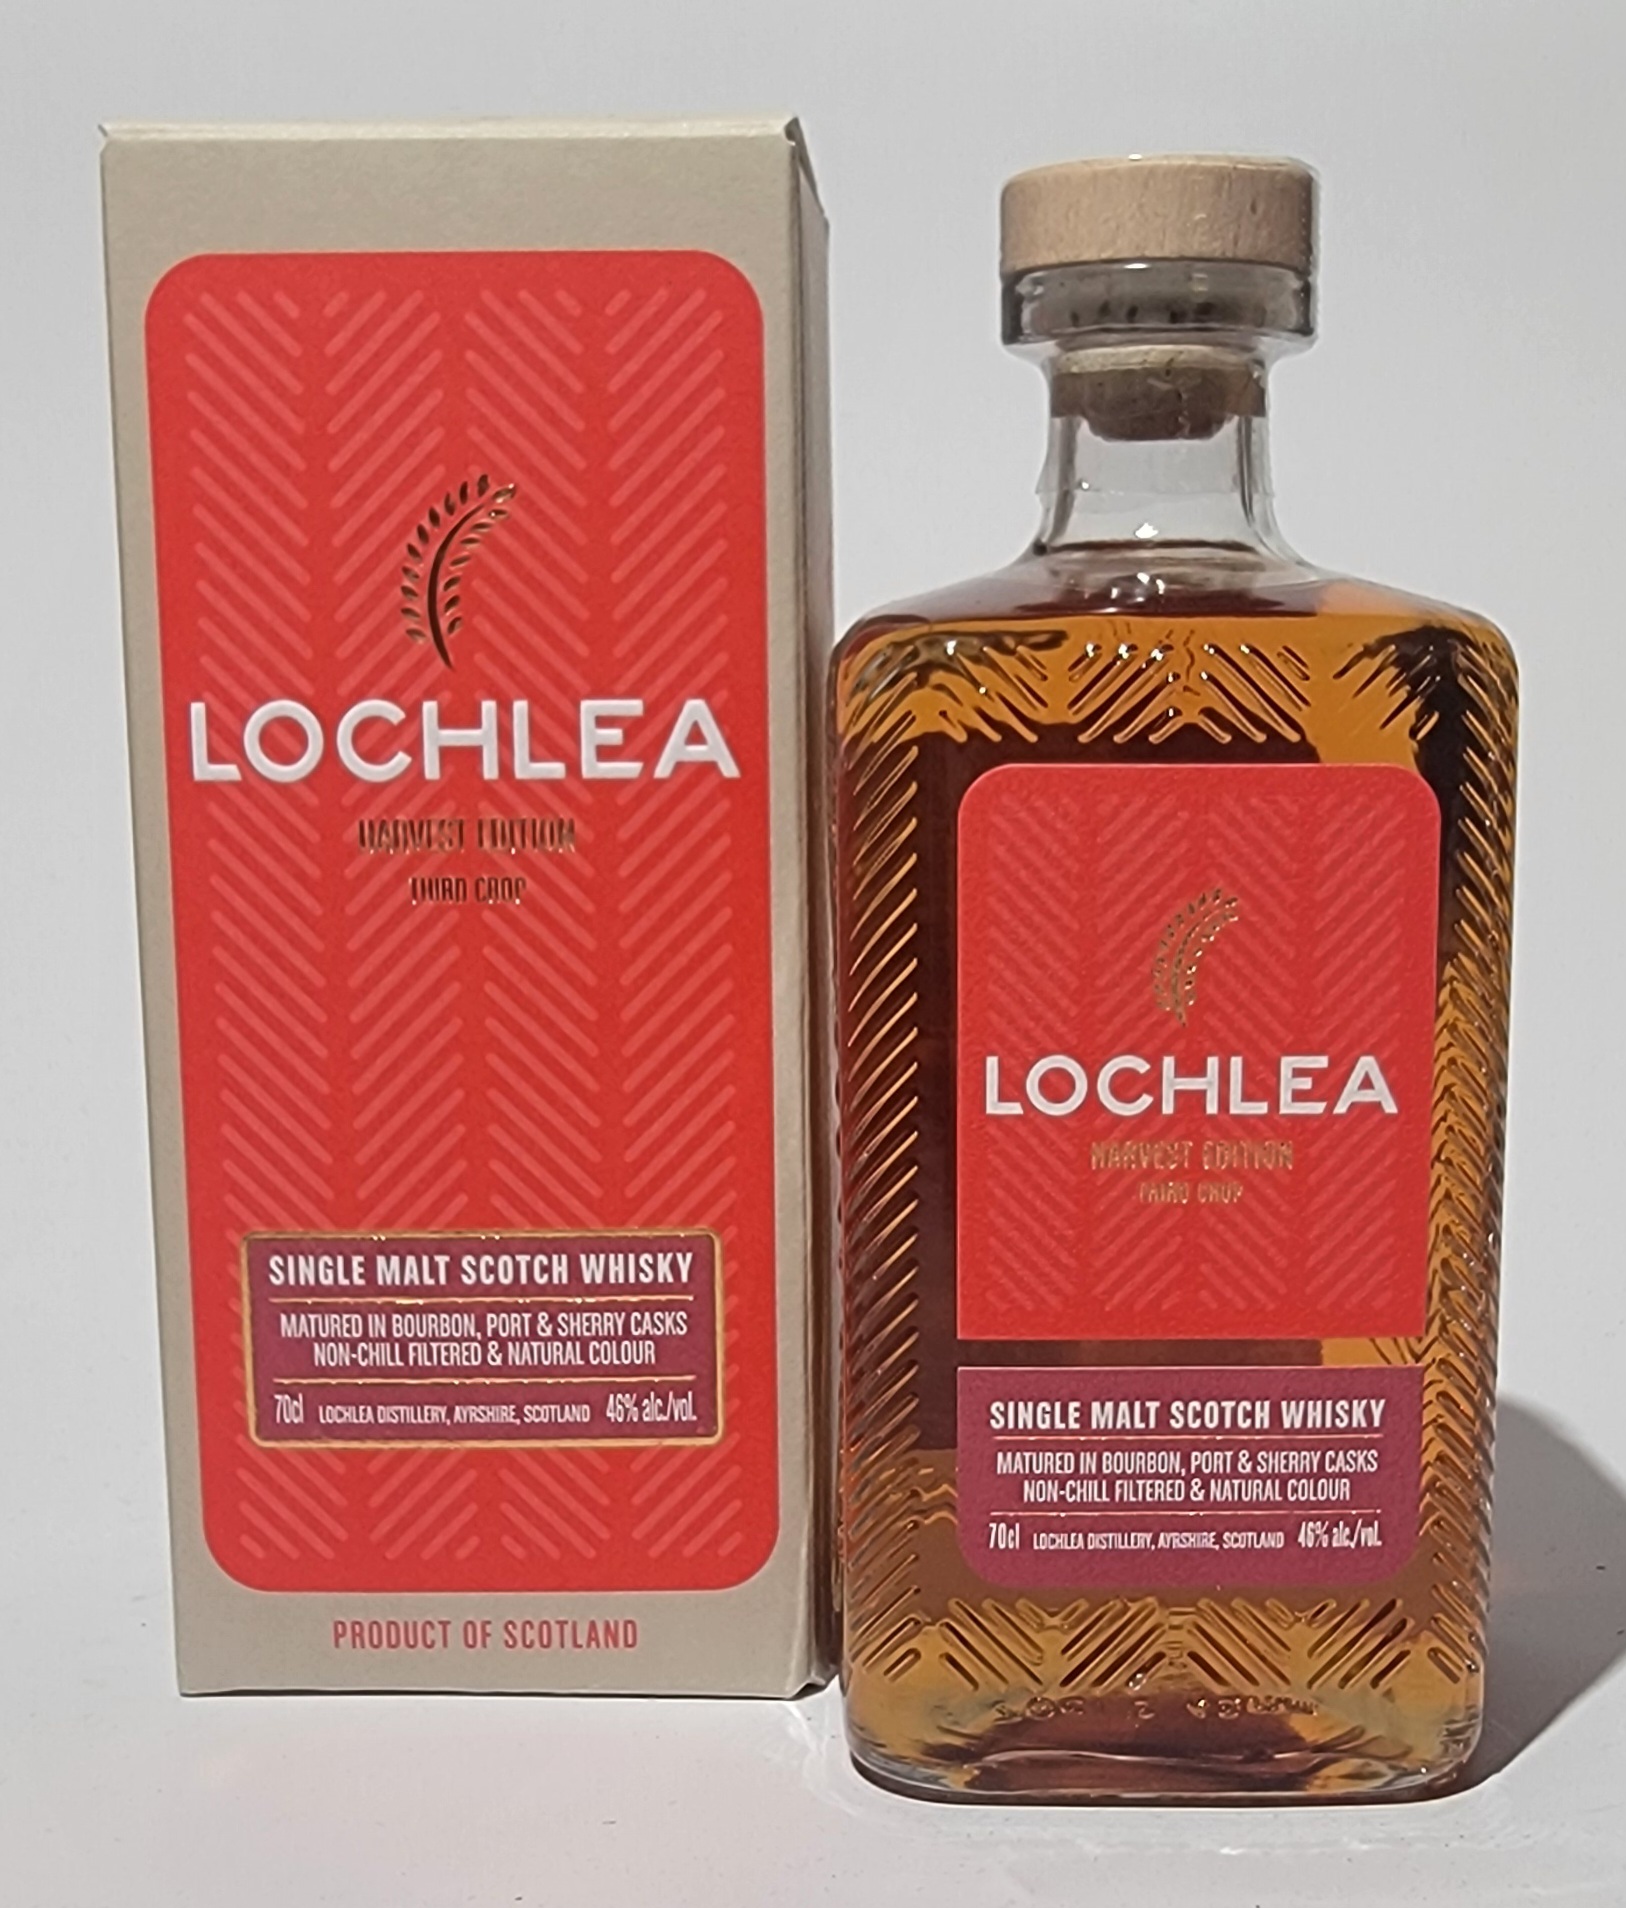 LOCHLEA
HARVEST EDITION
THIRD CROP
SINGLE MALT SCOTCH WHISKY
MATURED IN BOURBON, PORT & SHERRY CASKS
NON-CHILL FILTERED & NATURAL COLOUR
70cl LOCHLEA DISTILLERY, AYRSHIRE, SCOTLAND 46% alc./vol.
PRODUCT OF SCOTLAND
LOCHLEA
HARVEST EDITION
THIRD CROP
SINGLE MALT SCOTCH WHISKY
MATURED IN BOURBON, PORT & SHERRY CASKS
NON-CHILL FILTERED & NATURAL COLOUR
70cl LOCHLEA DISTILLERY, AYRSHIRE, SCOTLAND 46% alc./vol.